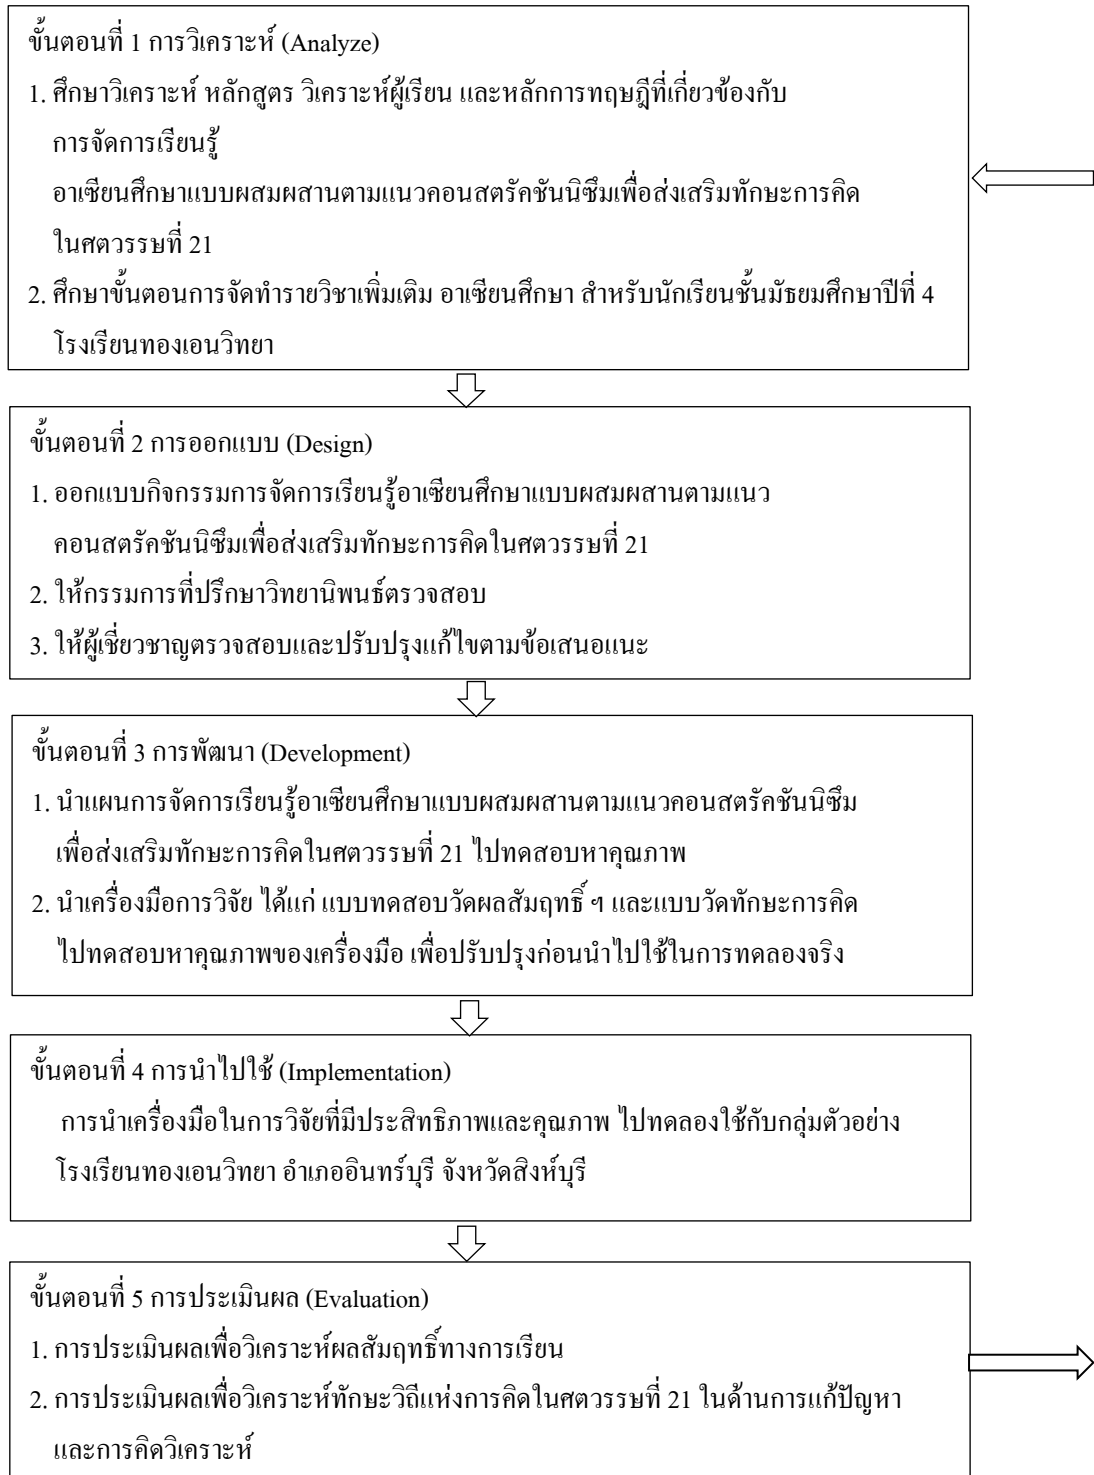 ขั้นตอนที่ 1 การวิเคราะห์ (Analyze)
1. ศึกษาวิเคราะห์ หลักสูตร วิเคราะห์ผู้เรียน และหลักการทฤษฎีที่เกี่ยวข้องกับ
การจัดการเรียนรู้
อาเซียนศึกษาแบบผสมผสานตามแนวคอนสตรัคชันนิซึมเพื่อส่งเสริมทักษะการคิด
ในศตวรรษที่ 21
2. ศึกษาขั้นตอนการจัดทำรายวิชาเพิ่มเติม อาเซียนศึกษา สำหรับนักเรียนชั้นมัธยมศึกษาปีที่ 4
โรงเรียนทองเอนวิทยา
ขั้นตอนที่ 2 การออกแบบ (Design)
1. ออกแบบกิจกรรมการจัดการเรียนรู้อาเซียนศึกษาแบบผสมผสานตามแนว
คอนสตรัคชันนิซึมเพื่อส่งเสริมทักษะการคิดในศตวรรษที่ 21
2. ให้กรรมการที่ปรึกษาวิทยานิพนธ์ตรวจสอบ
3. ให้ผู้เชี่ยวชาญตรวจสอบและปรับปรุงแก้ไขตามข้อเสนอแนะ
ขั้นตอนที่ 3 การพัฒนา (Development)
1. นำแผนการจัดการเรียนรู้อาเซียนศึกษาแบบผสมผสานตามแนวคอนสตรัคชันนิซึม
เพื่อส่งเสริมทักษะการคิดในศตวรรษที่ 21 ไปทดสอบหาคุณภาพ
2. นำเครื่องมือการวิจัย ได้แก่ แบบทดสอบวัดผลสัมฤทธิ์ ฯ และแบบวัดทักษะการคิด
ไปทดสอบหาคุณภาพของเครื่องมือ เพื่อปรับปรุงก่อนนำไปใช้ในการทดลองจริง
ขั้นตอนที่ 4 การนำไปใช้ (Implementation)
การนำเครื่องมือในการวิจัยที่มีประสิทธิภาพและคุณภาพ ไปทดลองใช้กับกลุ่มตัวอย่าง
โรงเรียนทองเอนวิทยา อำเภออินทร์บุรี จังหวัดสิงห์บุรี
ขั้นตอนที่ 5 การประเมินผล (Evaluation)
1. การประเมินผลเพื่อวิเคราะห์ผลสัมฤทธิ์ทางการเรียน
2. การประเมินผลเพื่อวิเคราะห์ทักษะวิถีแห่งการคิดในศตวรรษที่ 21 ในด้านการแก้ปัญหา
และการคิดวิเคราะห์